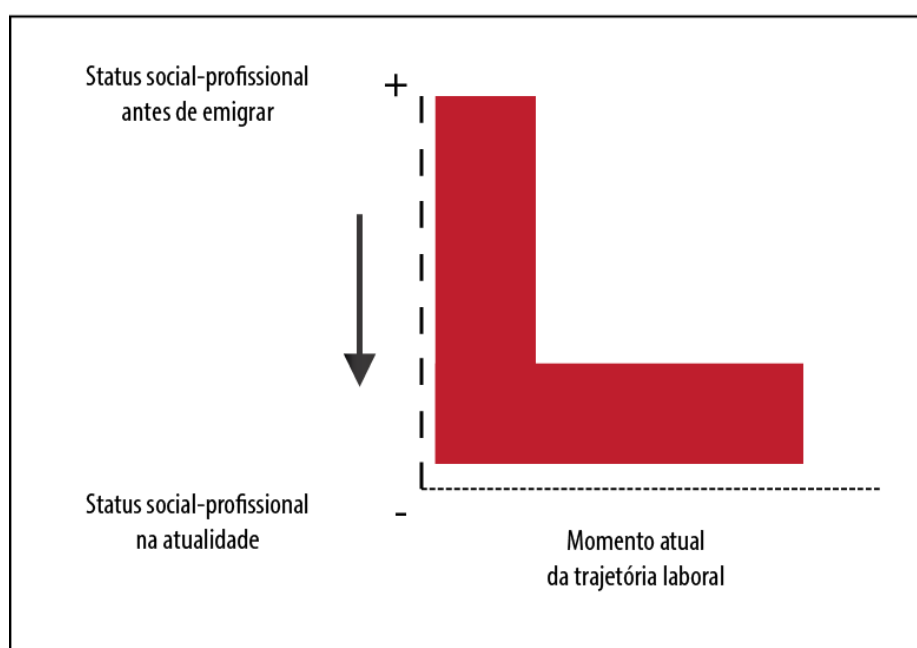 Status social-profissional
antes de emigrar
+
Status social-profissional
na atualidade
-
Momento atual
da trajetória laboral